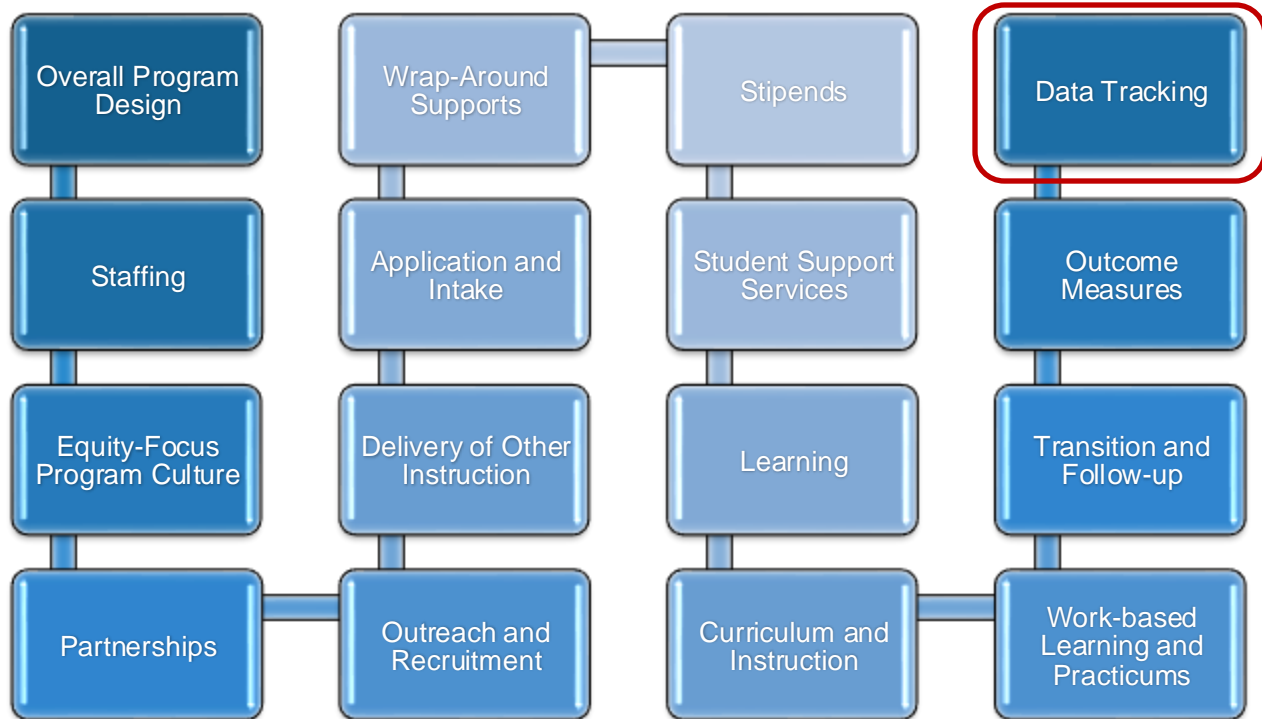 Overall Program
Design
Staffing
Equity-Focus
Program Culture
Partnerships
Outreach and
Recruitment
Delivery of Other
Instruction
Application and
Intake
Wrap-Around
Supports
Stipends
Student Support
Services
Learning
Curriculum and
Instruction
Work-based
Learning and
Practicums
Transition and
Follow-up
Outcome
Measures
Data Tracking